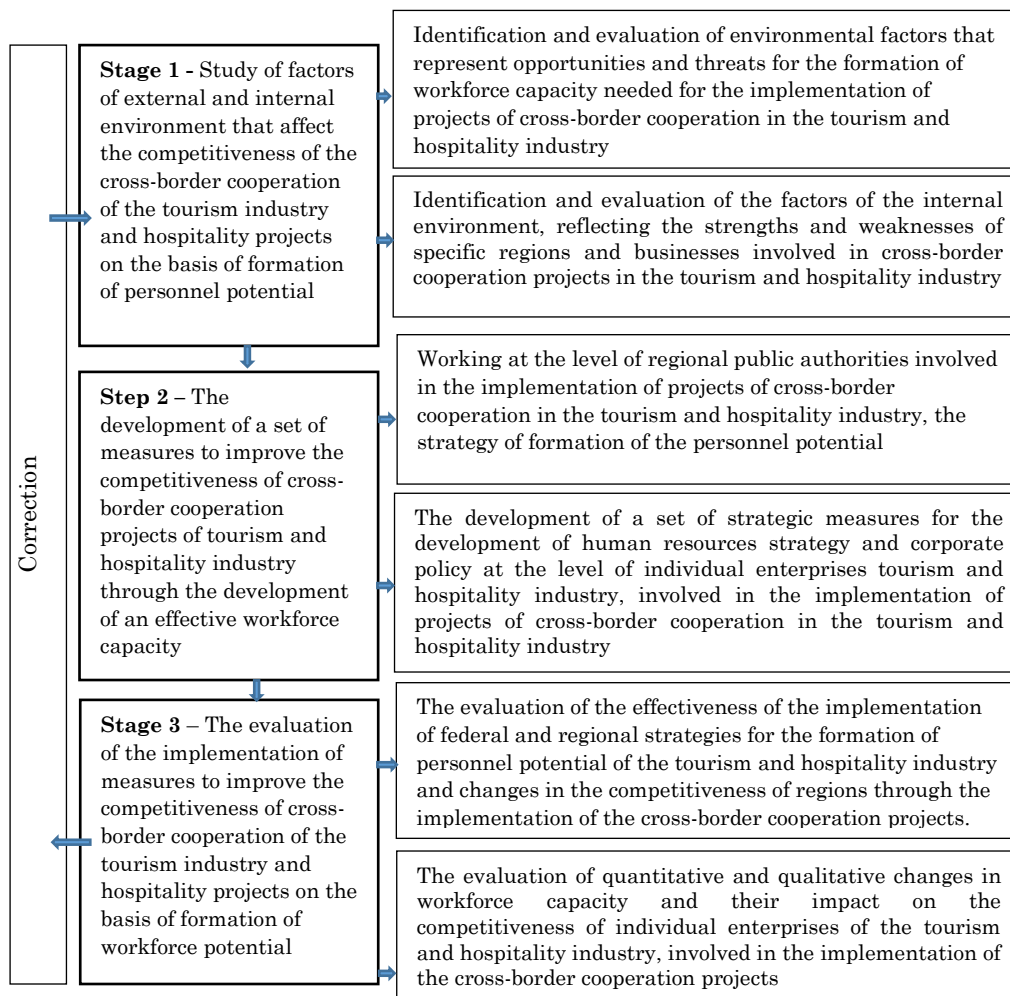 Correction
Stage 1 - Study of factors
of external and internal
environment that affect
the competitiveness of the
cross-border cooperation
of the tourism industry
and hospitality projects
on the basis of formation
of personnel potential
Identification and evaluation of environmental factors that
represent opportunities and threats for the formation of
workforce capacity needed for the implementation of
projects of cross-border cooperation in the tourism and
hospitality industry
Identification and evaluation of the factors of the internal
environment, reflecting the strengths and weaknesses of
specific regions and businesses involved in cross-border
cooperation projects in the tourism and hospitality industry
Step 2 – The
development of a set of
measures to improve the
competitiveness of cross-
border cooperation
projects of tourism and
hospitality industry
through the development
of an effective workforce
capacity
Working at the level of regional public authorities involved
in the implementation of projects of cross-border
cooperation in the tourism and hospitality industry, the
strategy of formation of the personnel potential
The development of a set of strategic measures for the
development of human resources strategy and corporate
policy at the level of individual enterprises tourism and
hospitality industry, involved in the implementation of
projects of cross-border cooperation in the tourism and
hospitality industry
Stage 3 – The evaluation
of the implementation of
measures to improve the
competitiveness of cross-
border cooperation of the
tourism industry and
hospitality projects on the
basis of formation of
workforce potential
The evaluation of the effectiveness of the implementation
of federal and regional strategies for the formation of
personnel potential of the tourism and hospitality industry
and changes in the competitiveness of regions through the
implementation of the cross-border cooperation projects.
The evaluation of quantitative and qualitative changes in
workforce capacity and their impact on the
competitiveness of individual enterprises of the tourism
and hospitality industry, involved in the implementation of
the cross-border cooperation projects